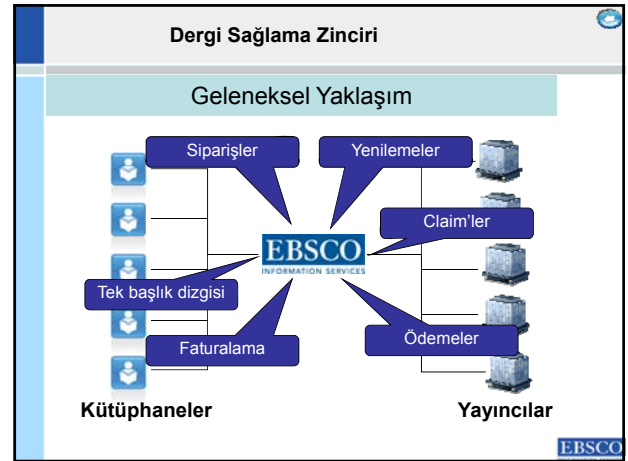 Dergi Sağlama Zinciri
Geleneksel Yaklaşım
Siparişler
Yenilemeler
Claim'ler
EBSCO
INFORMATION SERVICES
Tek başlık dizgisi
Faturalama
Ödemeler
Kütüphaneler
Yayıncılar
EBSCO